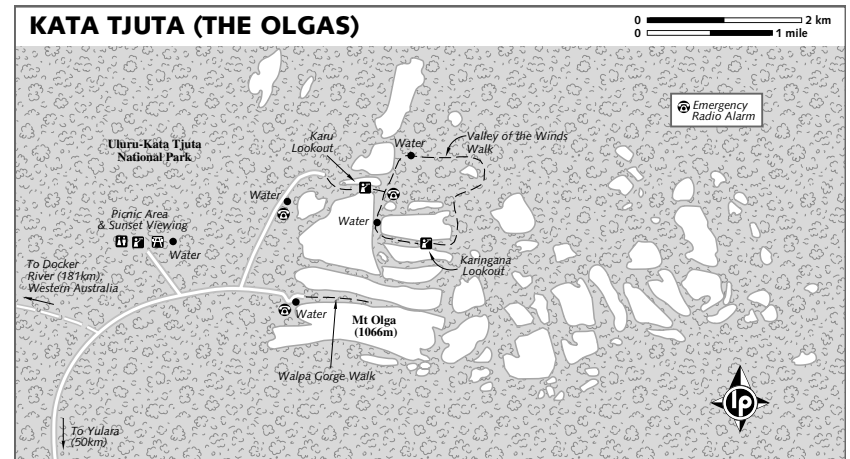 KATA TJUTA (THE OLGAS)
0 2 km
0 1 mile
Emergency
Radio Alarm
Karu
Lookout
Water
Valley of the Winds
Walk
Uluru-Kata Tjuta
National Park
Water
Picnic Area
& Sunset Viewing
Water
Water
Karingana
Lookout
To Docker
River (181km),
Western Australia
Water
Mt Olga
(1066m)
Walpa Gorge Walk
To Yulara
(50km)
lp